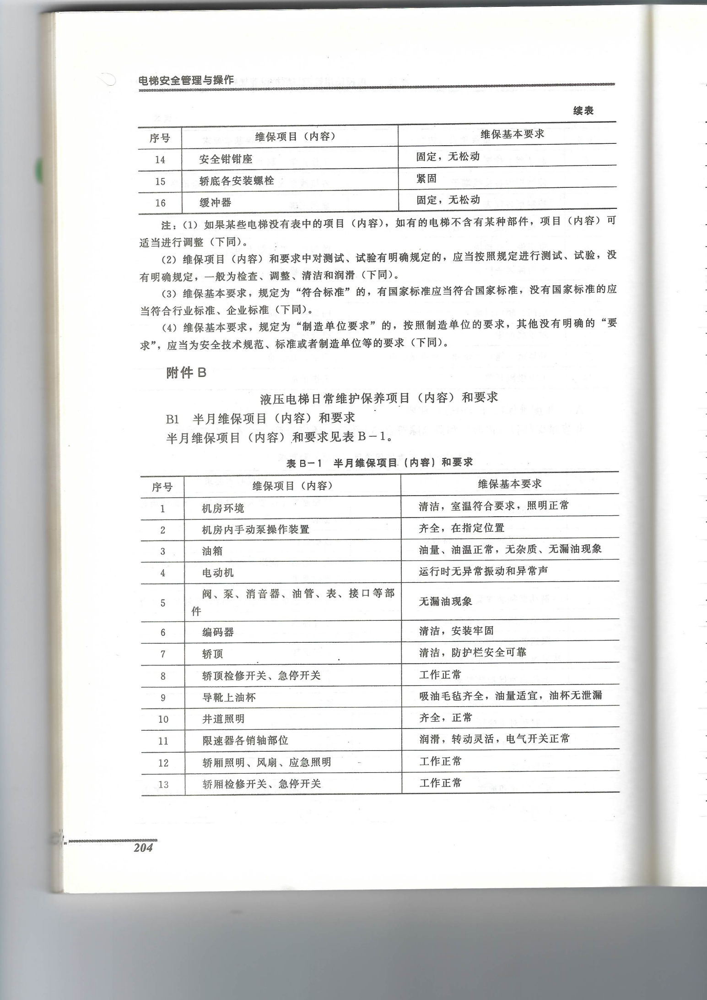 电梯安全管理与操作
续表
序号 维保项目（内容） 维保基本要求
14 安全钳钳座 固定，无松动
15 轿底各安装螺栓 紧固
16 缓冲器 固定，无松动
注：（1）如果某些电梯没有表中的项目（内容），如有的电梯不含有某种部件，项目（内容）可
适当进行调整（下同）。
（2）维保项目（内容）和要求中对测试、试验有明确规定的，应当按照规定进行测试、试验，没
有明确规定，一般为检查、调整、清洁和润滑（下同）。
（3）维保基本要求，规定为“符合标准”的，有国家标准应当符合国家标准，没有国家标准的应
当符合行业标准、企业标准（下同）。
（4）维保基本要求，规定为“制造单位要求”的，按照制造单位的要求，其他没有明确的“要
求”，应当为安全技术规范、标准或者制造单位等的要求（下同）。
附件 B
液压电梯日常维护保养项目（内容）和要求
B1 半月维保项目（内容）和要求
半月维保项目（内容）和要求见表 B－1。
表 B－1 半月维保项目（内容）和要求
序号 维保项目（内容） 维保基本要求
1 机房环境 清洁，室温符合要求，照明正常
2 机房内手动泵操作装置 齐全，在指定位置
3 油箱 油量、油温正常，无杂质、无漏油现象
4 电动机 运行时无异常振动和异常声
5 阀、泵、消音器、油管、表、接口等部 无漏油现象
件
6 编码器 清洁，安装牢固
7 轿顶 清洁，防护栏安全可靠
8 轿顶检修开关、急停开关 工作正常
9 导靴上油杯 吸油毛毡齐全，油量适宜，油杯无泄漏
10 井道照明 齐全，正常
11 限速器各销轴部位 润滑，转动灵活，电气开关正常
12 轿厢照明、风扇、应急照明 工作正常
13 轿厢检修开关、急停开关 工作正常
204